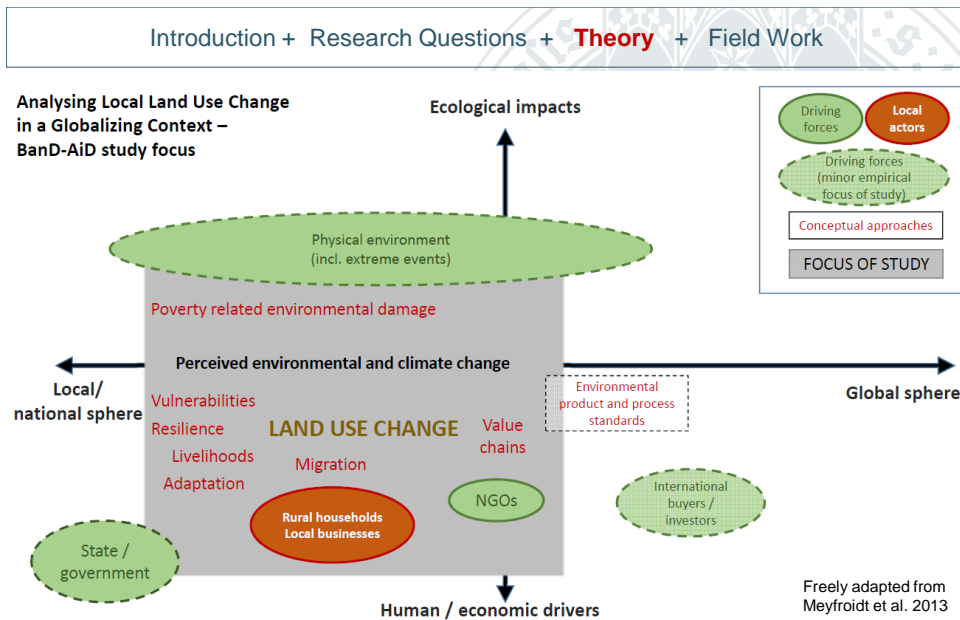 Introduction + Research Questions + Theory + Field Work
Analysing Local Land Use Change
in a Globalizing Context –
BanD-AiD study focus
Ecological impacts
Driving
forces
Local
actors
Driving forces
(minor empirical
focus of study)
Conceptual approaches
FOCUS OF STUDY
Physical environment
(incl. extreme events)
Poverty related environmental damage
Perceived environmental and climate change
Local/
national sphere
Global sphere
Environmental
product and process
standards
Vulnerabilities
Resilience
Livelihoods
Adaptation
LAND USE CHANGE
Migration
Value
chains
Rural households
Local businesses
NGOs
International
buyers /
investors
State /
government
Human / economic drivers
Freely adapted from
Meyfroidt et al. 2013